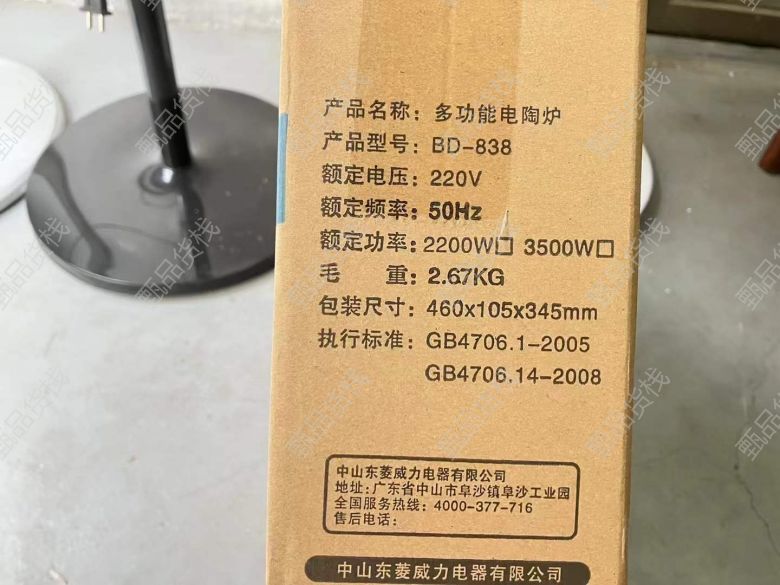 产品名称：多功能电陶炉
产品型号：BD-838
额定电压：220V
额定频率：50Hz
额定功率：2200W□ 3500W□
毛 重：2.67KG
包装尺寸：460x105x345mm
执行标准：GB4706.1-2005
GB4706.14-2008
中山东菱威力电器有限公司
地址：广东省中山市阜沙镇阜沙工业园
全国服务热线：4000-377-716
售后电话：
中山东菱威力电器有限公司
甄品货栈